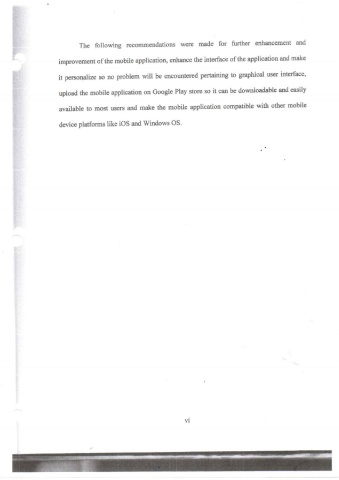 The following recommendations were made for further enhancement and
improvement of the mobile application, enhance the interface of the application and make
it personalize so no problem will be encountered pertaining to graphical user interface,
upload the mobile application on Google Play store so it can be downloadable and easily
available to most users and make the mobile application compatible with other mobile
device platforms like iOS and Windows OS.
vi